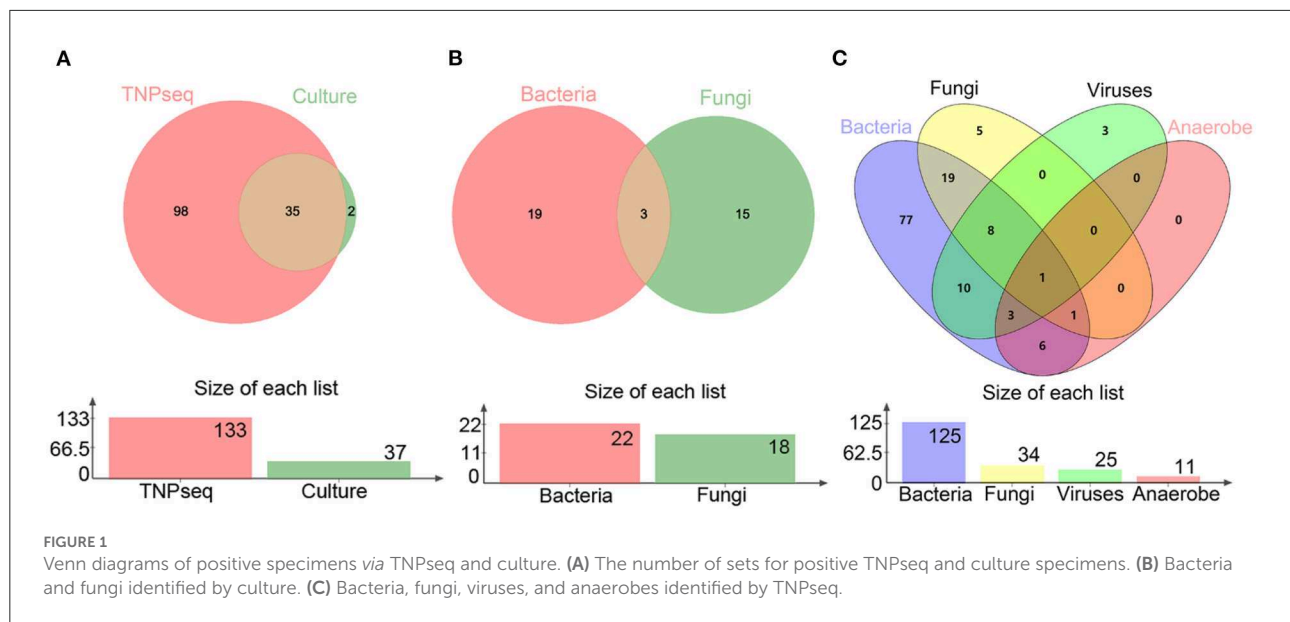 A
B
C
TNPseq
Culture
98
35
2
Size of each list
133
66.5
0
133
37
TNPseq
Culture
Bacteria
Fungi
19
3
15
Size of each list
22
11
0
22
18
Bacteria
Fungi
Fungi
Viruses
Bacteria
Anaerobe
5
3
19
0
0
77
8
0
0
10
1
0
3
1
6
Size of each list
125
62.5
0
125
34
25
11
Bacteria
Fungi
Viruses
Anaerobe
FIGURE 1
Venn diagrams of positive specimens via TNPseq and culture. (A) The number of sets for positive TNPseq and culture specimens. (B) Bacteria
and fungi identified by culture. (C) Bacteria, fungi, viruses, and anaerobes identified by TNPseq.